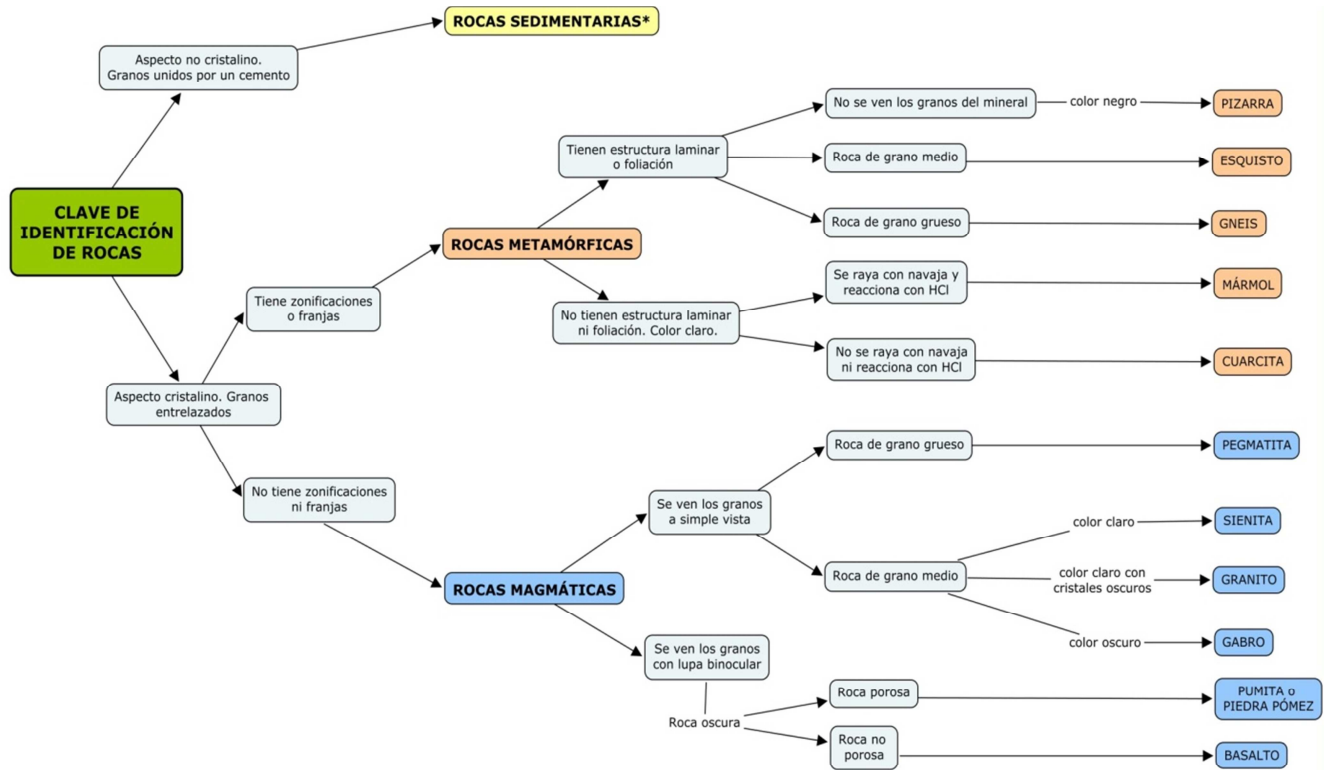 ROCAS SEDIMENTARIAS*
Aspecto no cristalino.
Granos unidos por un cemento
CLAVE DE
IDENTIFICACIÓN
DE ROCAS
Aspecto cristalino. Granos
entrelazados
Tiene zonificaciones
o franjas
ROCAS METAMÓRFICAS
Tienen estructura laminar
o foliación
No se ven los granos del mineral
color negro
PIZARRA
Roca de grano medio
ESQUISTO
Roca de grano grueso
GNEIS
No tienen estructura laminar
ni foliación. Color claro.
Se raya con navaja y
reacciona con HCl
MÁRMOL
No se raya con navaja
ni reacciona con HCl
CUARCITA
No tiene zonificaciones
ni franjas
ROCAS MAGMÁTICAS
Se ven los granos
a simple vista
Roca de grano grueso
PEGMATITA
Roca de grano medio
color claro
SIENITA
color claro con
cristales oscuros
GRANITO
color oscuro
GABRO
Se ven los granos
con lupa binocular
Roca oscura
Roca porosa
PUMITA o
PIEDRA PÓMEZ
Roca no
porosa
BASALTO